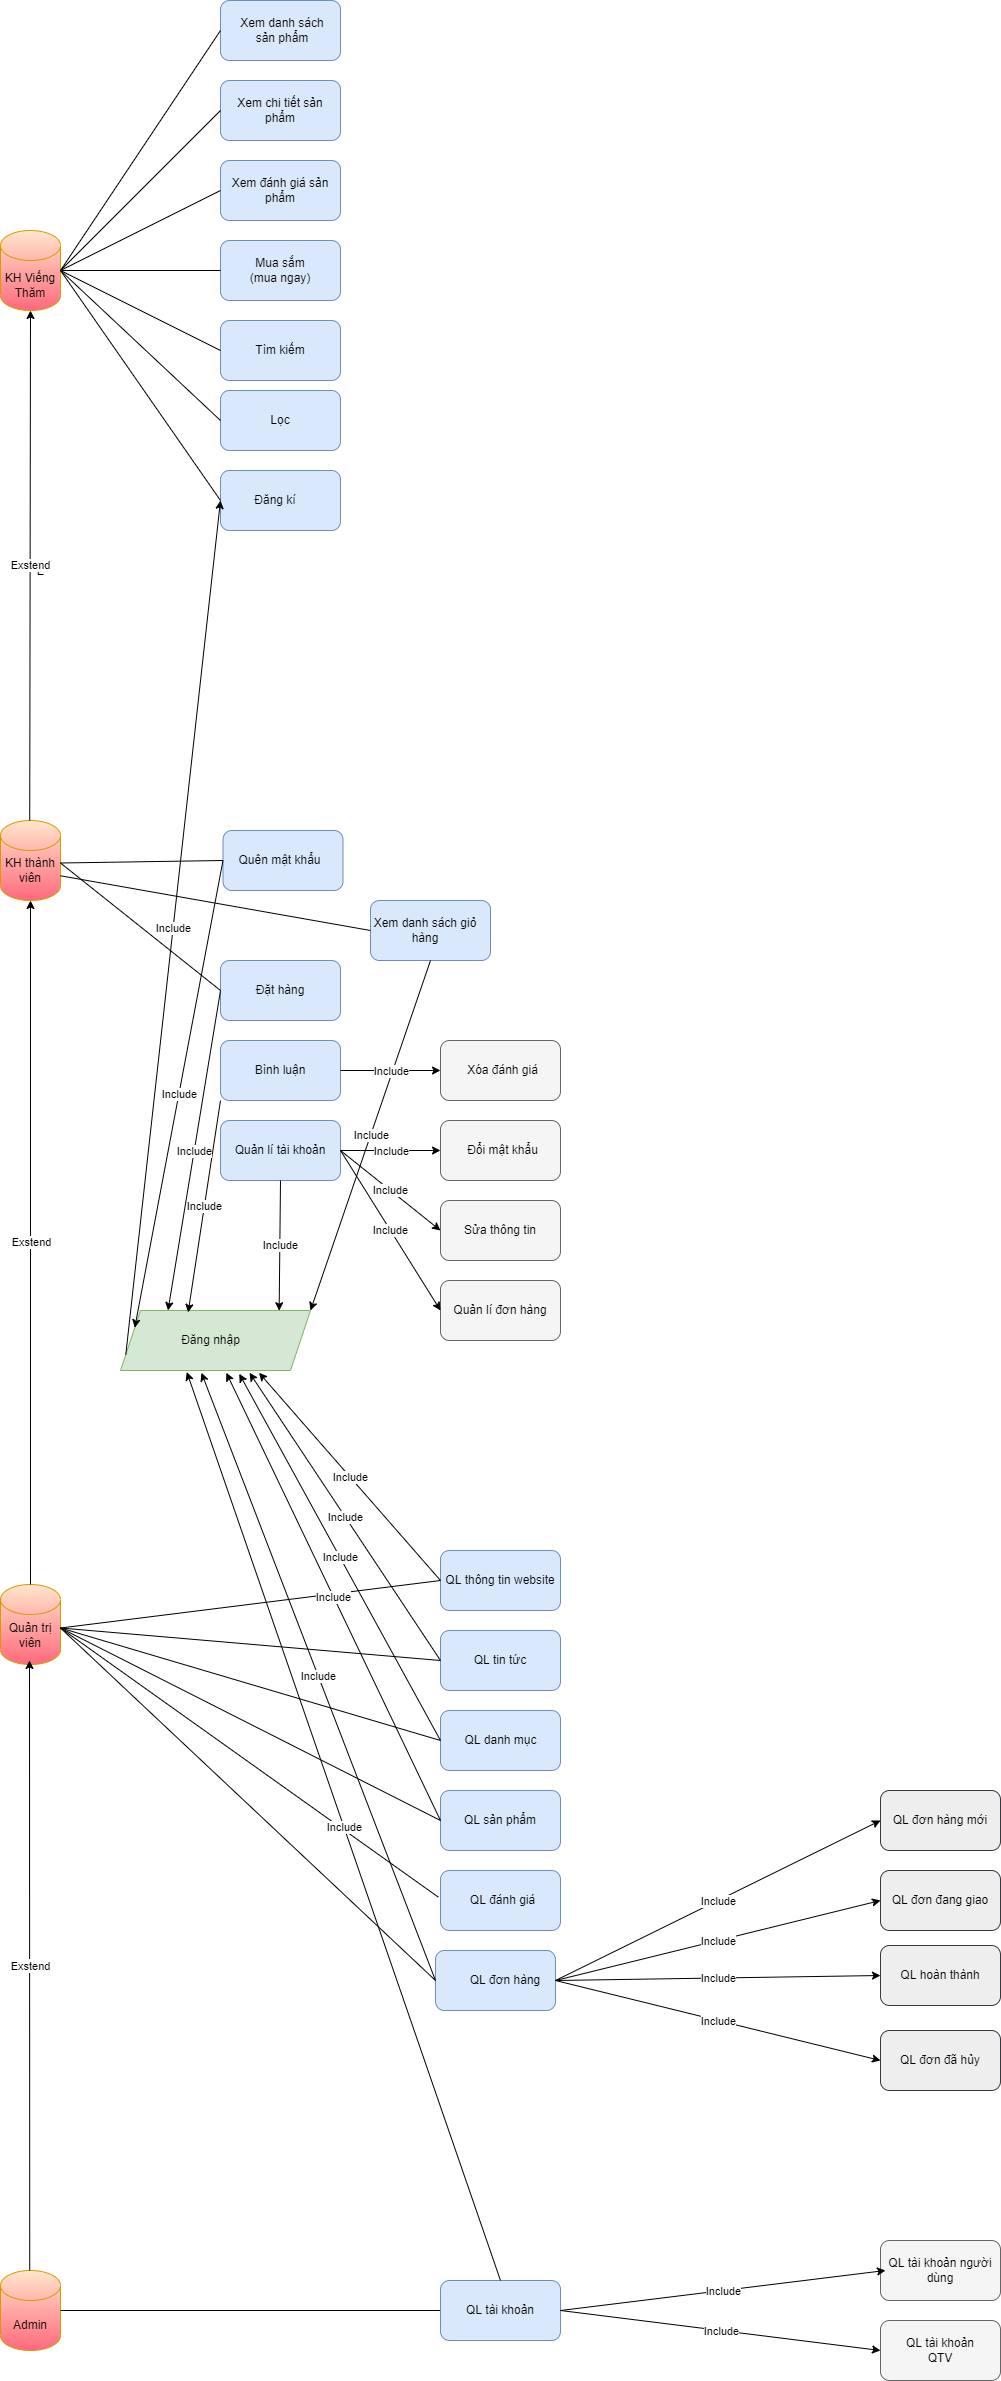 Xem danh sách
sản phẩm
Xem chi tiết sản
phẩm
Xem đánh giá sản
phẩm
KH Viếng
Thăm
Mua sắm
(mua ngay)
Tìm kiếm
Lọc
Đăng kí
Exstend
KH thành
viên
Quên mật khẩu
Xem danh sách giỏ
hàng
Include
Đặt hàng
Bình luận
Include
Xóa đánh giá
Include
Include
Quản lí tài khoản
Include
Include
Đổi mật khẩu
Include
Include
Sửa thông tin
Include
Exstend
Include
Quản lí đơn hàng
Đăng nhập
Include
Include
Include
QL thông tin website
Include
Quản trị
viên
QL tin tức
Include
QL danh mục
QL sản phẩm
Include
QL đơn hàng mới
QL đánh giá
Include
QL đơn đang giao
Include
Exstend
QL đơn hàng
Include
QL hoàn thành
Include
QL đơn đã hủy
QL tài khoản người
dùng
Include
Admin
QL tài khoản
Include
QL tài khoản
QTV